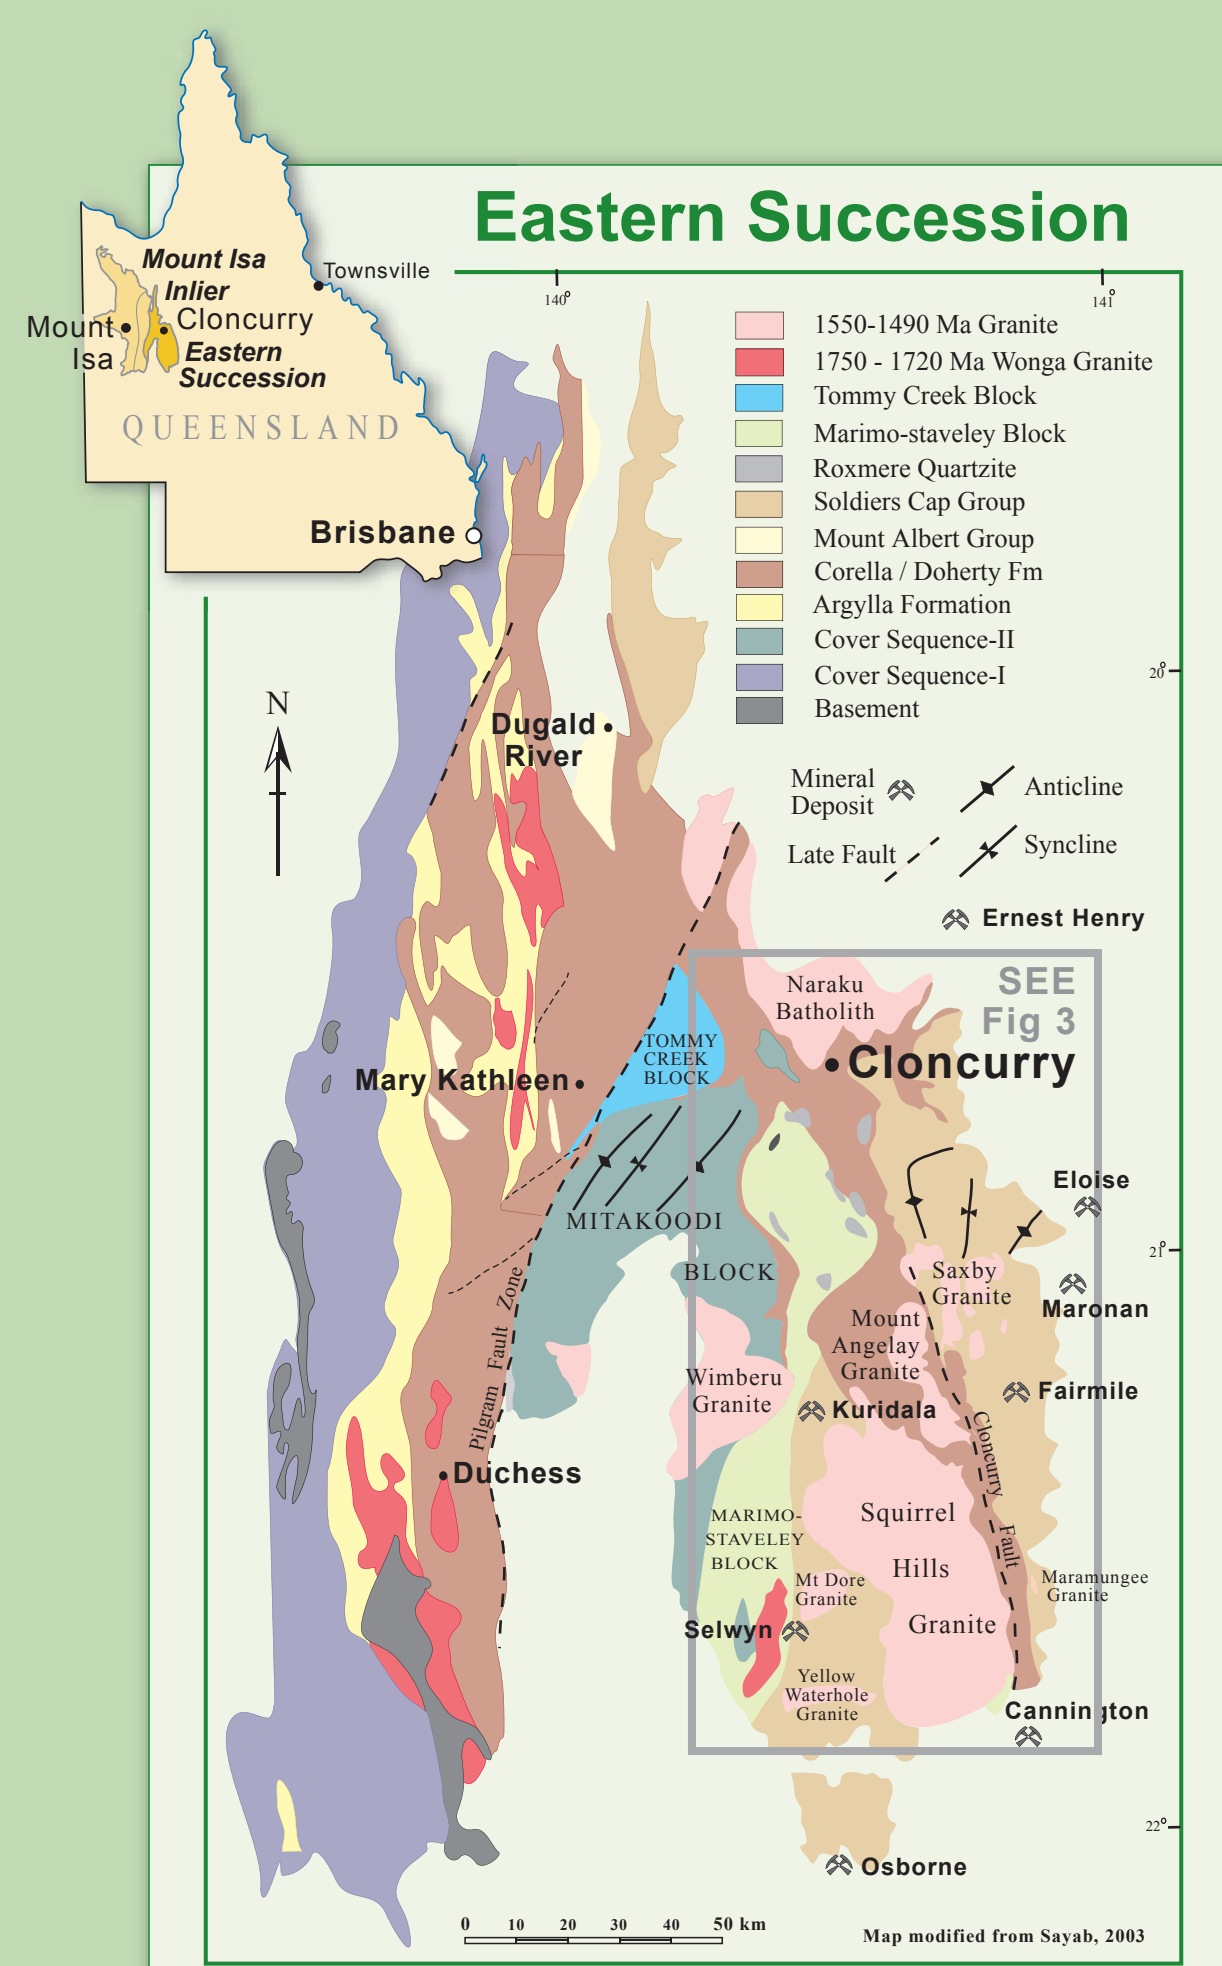 Eastern Succession
Mount Isa
Inlier
Townsville
Mount
Isa
Cloncurry
Eastern
Succession
QUEENSLAND
Brisbane
140°
141°
1550-1490 Ma Granite
1750 - 1720 Ma Wonga Granite
Tommy Creek Block
Marimo-staveley Block
Roxmere Quartzite
Soldiers Cap Group
Mount Albert Group
Corella / Doherty Fm
Argylla Formation
Cover Sequence-II
Cover Sequence-I
Basement
20°
N
Dugald
River
Mineral
Deposit
Anticline
Late Fault
Syncline
Ernest Henry
SEE
Fig 3
Naraku
Batholith
Cloncurry
TOMMY
CREEK
BLOCK
Mary Kathleen
Eloise
MITAKOODI
BLOCK
21°
Saxby
Granite
Maronan
Mount
Angelay
Granite
Pilgram Fault Zone
Wimberu
Granite
Fairmile
Kuridala
Cloncurry Fault
Duchess
Squirrel
Hills
Granite
MARIMO-
STAVELEY
BLOCK
Mt Dore
Granite
Maramungee
Granite
Selwyn
Yellow
Waterhole
Granite
Cannington
22°
Osborne
0 10 20 30 40 50 km
Map modified from Sayab, 2003